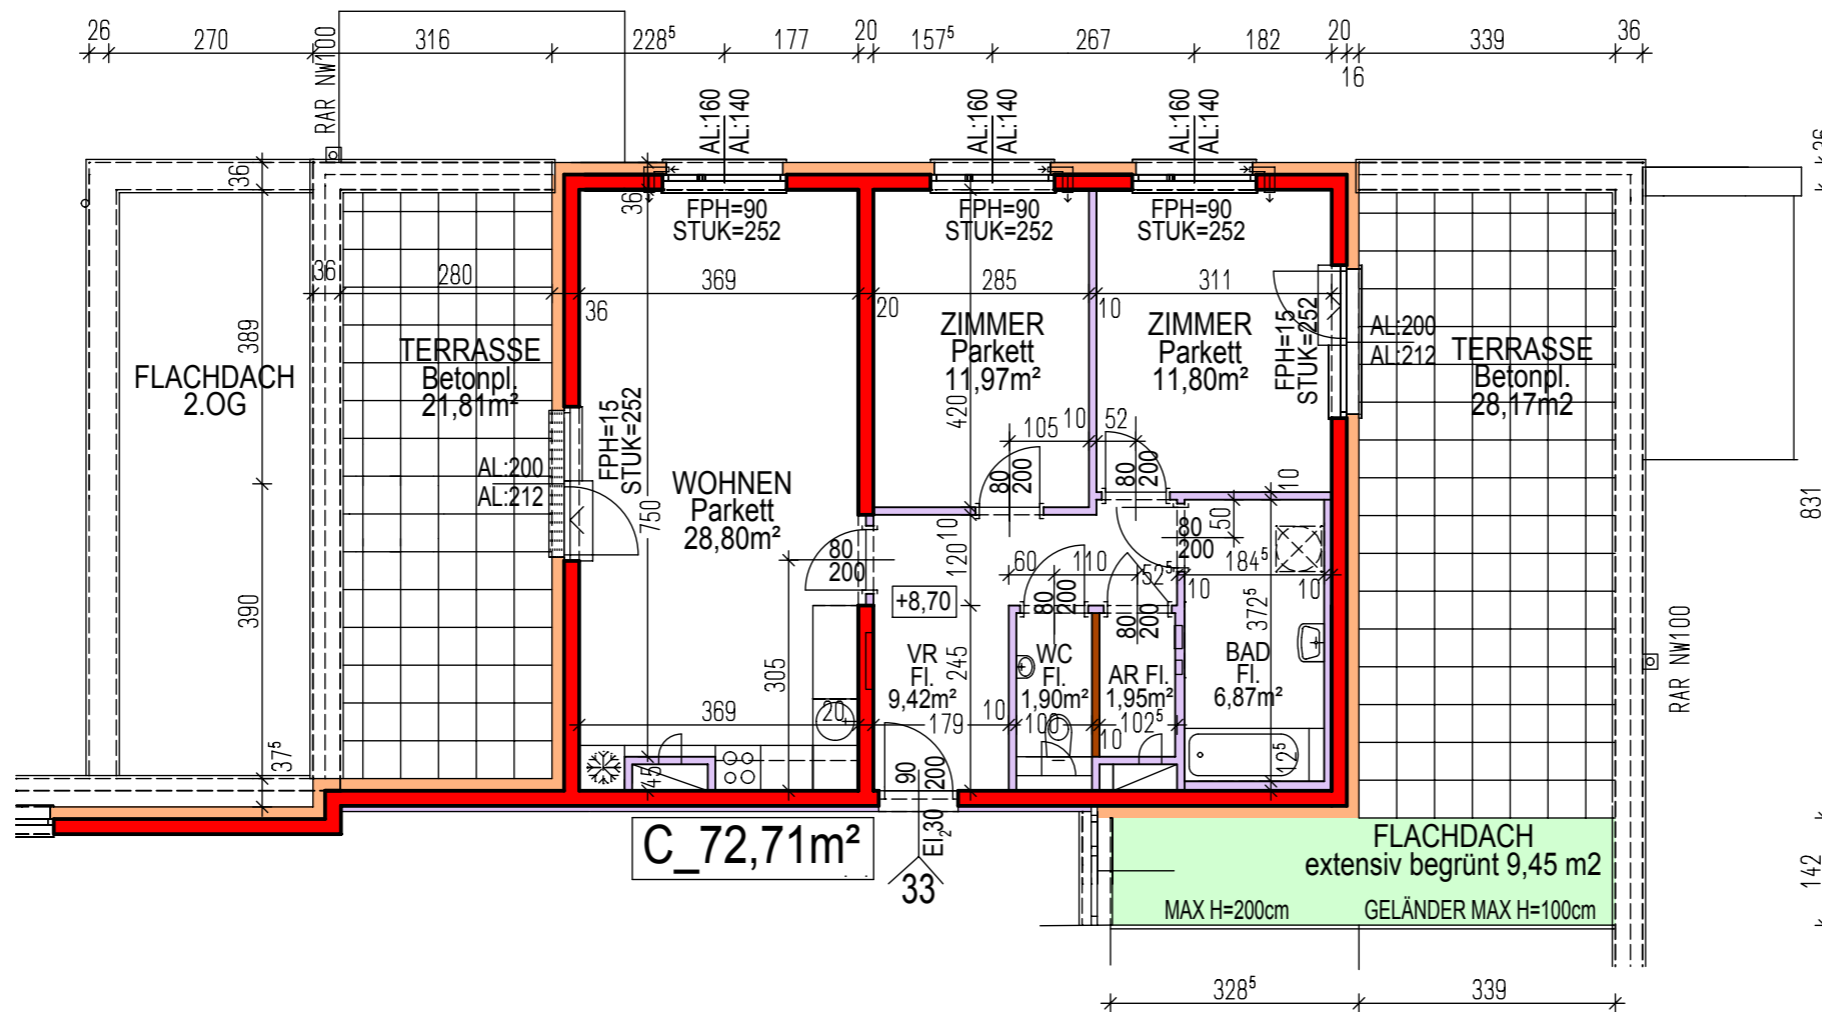 26
270
316
228⁵
177
20
157⁵
267
182
20
16
339
36
RAR NW100
AL:160
AL:140
AL:160
AL:140
AL:160
AL:140
26
36
36
FPH=90
STUK=252
FPH=90
STUK=252
FPH=90
STUK=252
36
280
36
369
20
285
10
311
389
FLACHDACH
2.OG
TERRASSE
Betonpl.
21,81m²
ZIMMER
Parkett
11,97m²
ZIMMER
Parkett
11,80m²
FPH=15
STUK=252
AL:200
AL:212
TERRASSE
Betonpl.
28,17m2
FPH=15
STUK=252
AL:200
AL:212
420
105
10
52
80
200
80
200
10
WOHNEN
Parkett
28,80m²
750
80
200
10
120
80
200
50
184⁵
831
60
110
52⁵
10
10
+8,70
80
200
80
200
372⁵
390
305
VR
Fl.
9,42m²
245
WC
Fl.
1,90m²
AR Fl.
1,95m²
BAD
Fl.
6,87m²
RAR NW100
369
20
179
10
100
102⁵
10
37⁵
45
90
200
12⁵
C_72,71m²
EI₂30
33
FLACHDACH
extensiv begrünt 9,45 m2
MAX H=200cm
GELÄNDER MAX H=100cm
142
328⁵
339